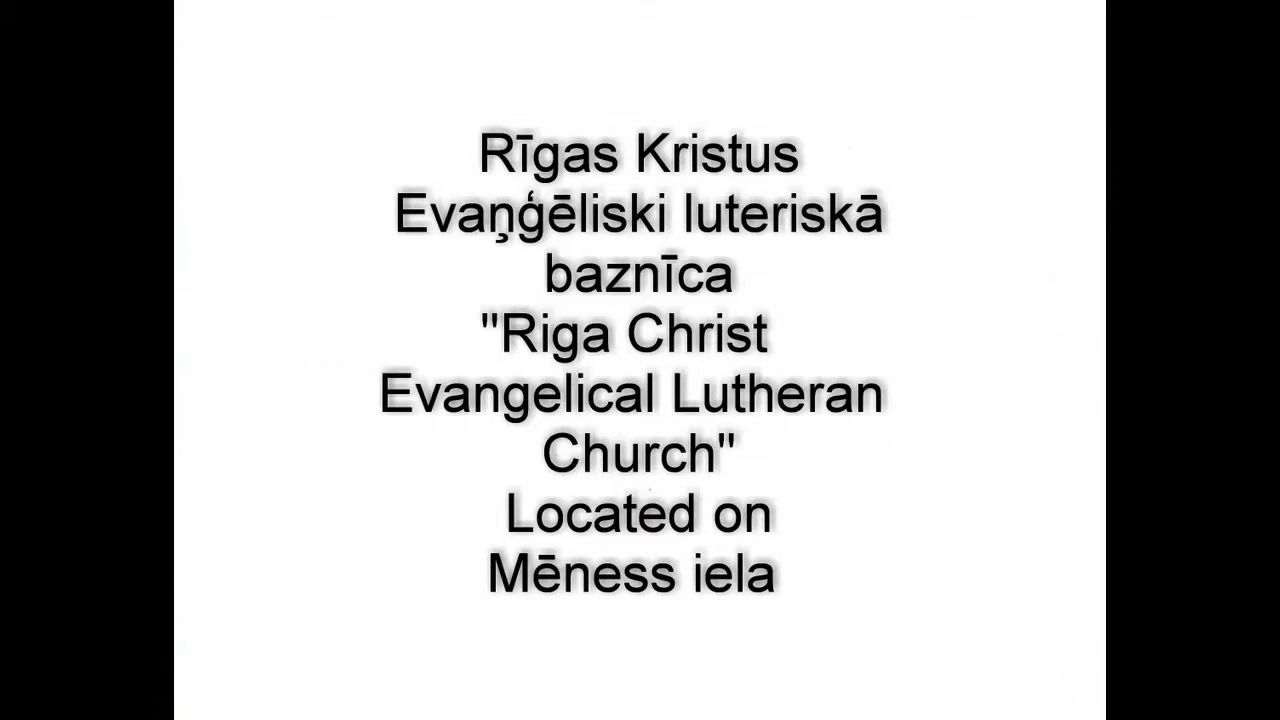 Rīgas Kristus
Evaņģēliski luteriskā
baznīca
"Riga Christ
Evangelical Lutheran
Church"
Located on
Mēness iela